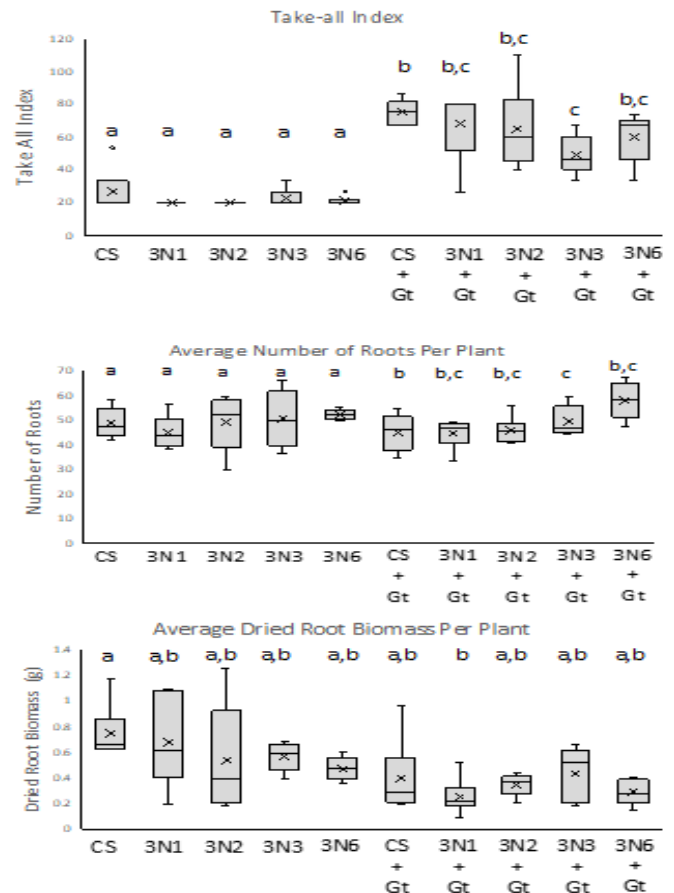 Take-all Index
Take All Index
120
100
80
60
40
20
0
a a a a a b b,c b,c c b,c
CS 3N1 3N2 3N3 3N6 CS + Gt 3N1 + Gt 3N2 + Gt 3N3 + Gt 3N6 + Gt
Average Number of Roots Per Plant
Number of Roots
70
60
50
40
30
20
10
0
a a a a a b b,c b,c c b,c
CS 3N1 3N2 3N3 3N6 CS + Gt 3N1 + Gt 3N2 + Gt 3N3 + Gt 3N6 + Gt
Average Dried Root Biomass Per Plant
Dried Root Biomass (g)
1.4
1.2
1
0.8
0.6
0.4
0.2
0
a a,b a,b a,b a,b a,b b a,b a,b a,b
CS 3N1 3N2 3N3 3N6 CS + Gt 3N1 + Gt 3N2 + Gt 3N3 + Gt 3N6 + Gt